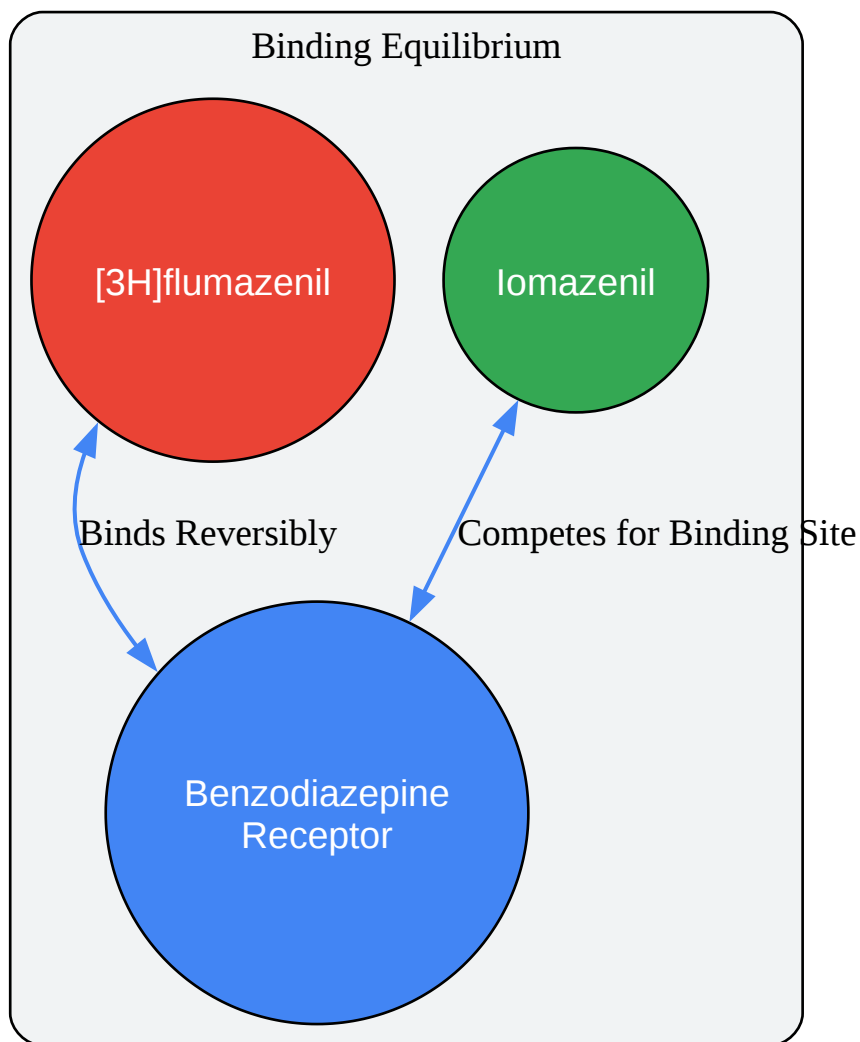 Binding Equilibrium
[3H]flumazenil
Iomazenil
Binds Reversibly
Competes for Binding Site
Benzodiazepine
Receptor